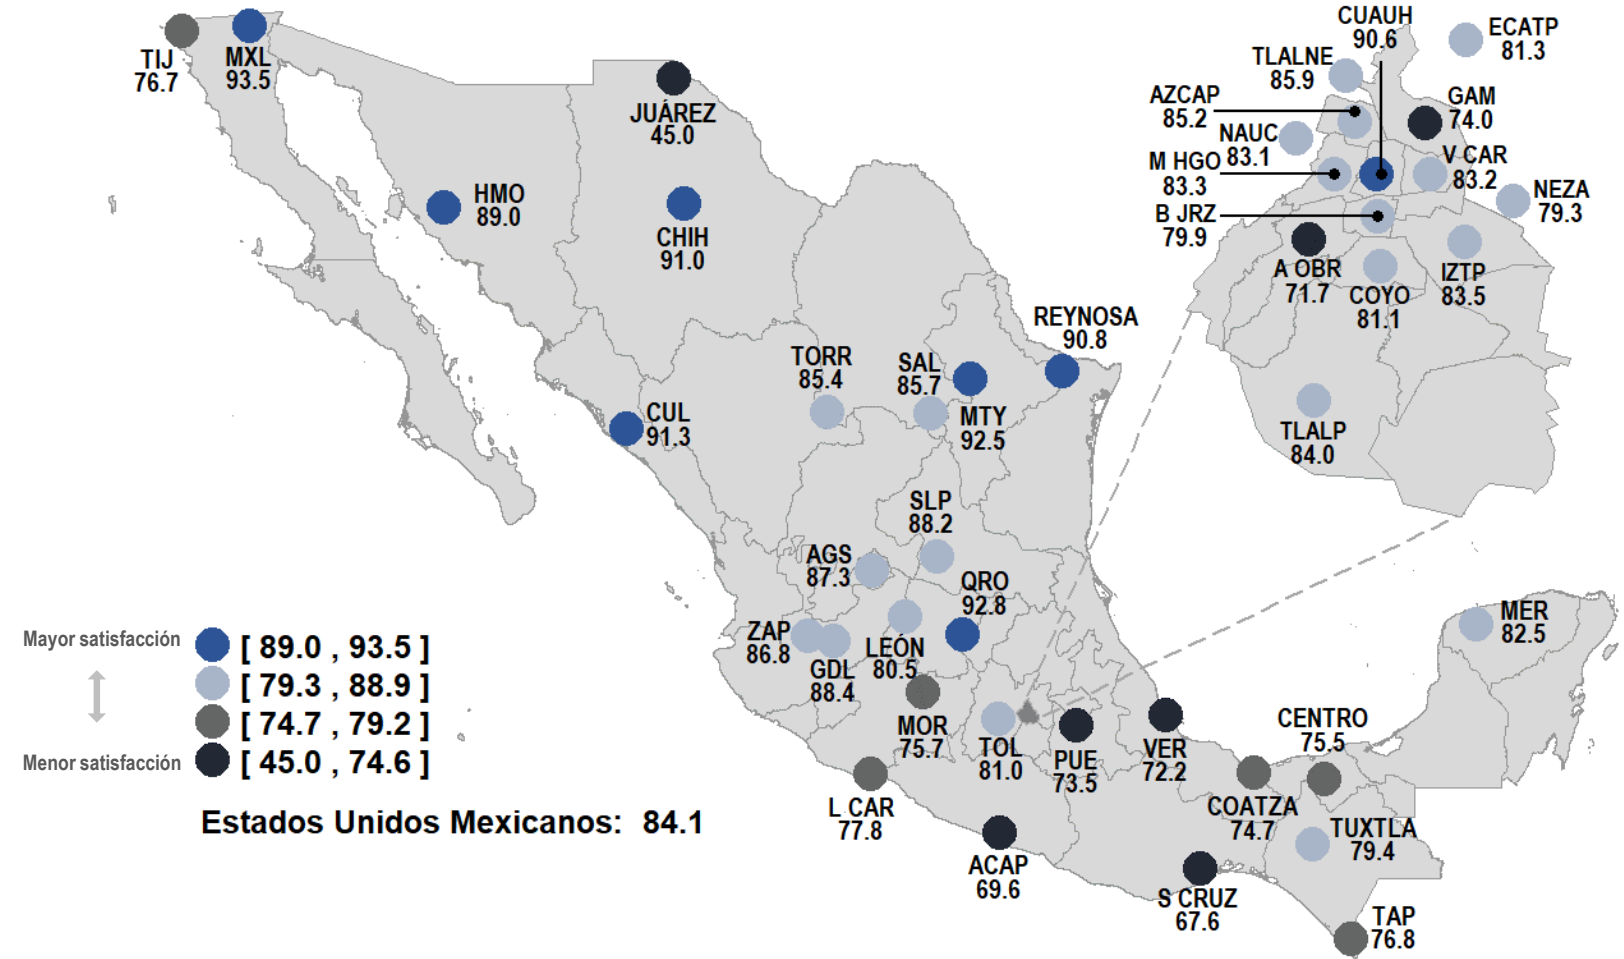 TIJ
76.7
MXL
93.5
JUÁREZ
45.0
HMO
89.0
CHIH
91.0
REYNOSA
90.8
TORR
85.4
SAL
85.7
MTY
92.5
CUL
91.3
SLP
88.2
AGS
87.3
QRO
92.8
ZAP
86.8
GDL
88.4
LEÓN
80.5
MOR
75.7
TOL
81.0
PUE
73.5
VER
72.2
L CAR
77.8
ACAP
69.6
S CRUZ
67.6
COATZA
74.7
CENTRO
75.5
TUXTLA
79.4
TAP
76.8
MER
82.5
CUAUH
90.6
ECATP
81.3
TLALNE
85.9
AZCAP
85.2
GAM
74.0
NAUC
83.1
M HGO
83.3
V CAR
83.2
NEZA
79.3
B JRZ
79.9
A OBR
71.7
COYO
81.1
IZTP
83.5
TLALP
84.0
Mayor satisfacción
[ 89.0 , 93.5 ]
[ 79.3 , 88.9 ]
[ 74.7 , 79.2 ]
Menor satisfacción
[ 45.0 , 74.6 ]
Estados Unidos Mexicanos: 84.1